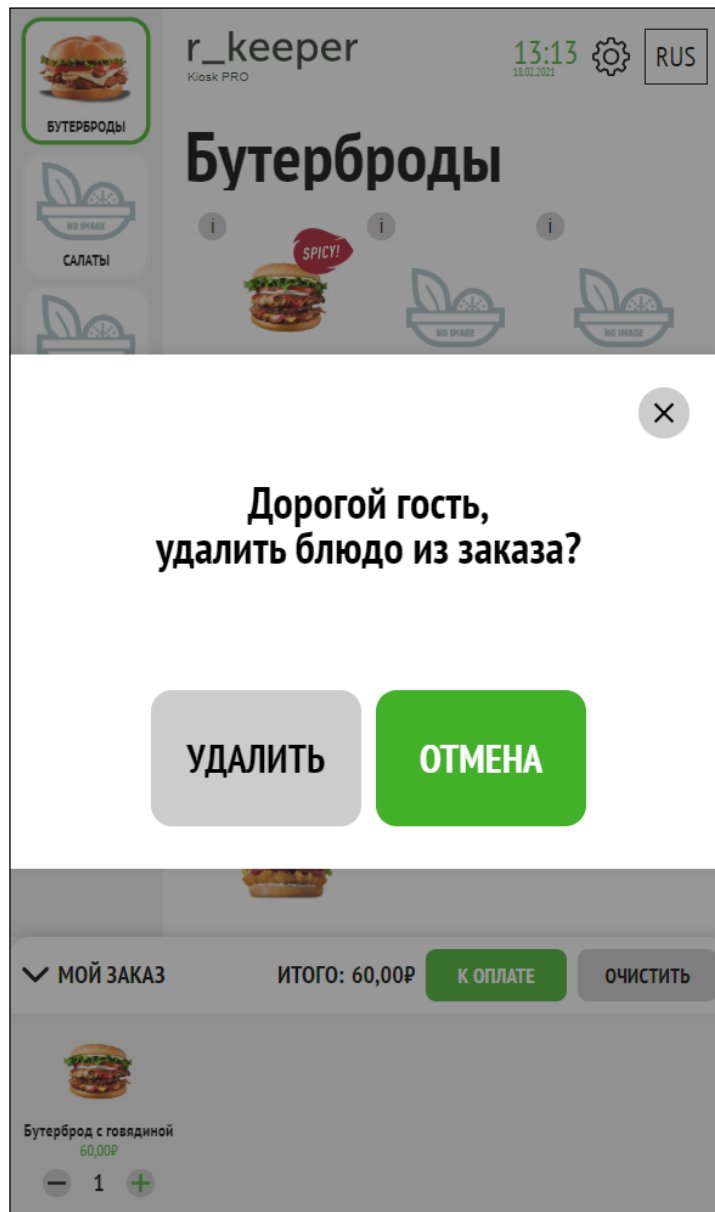 r_keeper
Kiosk PRO
13:13
18.02.2021
RUS
БУТЕРБРОДЫ
Бутерброды
NO IMAGE
САЛАТЫ
i
i
i
SPICY!
NO IMAGE
NO IMAGE
Дорогой гость,
удалить блюдо из заказа?
УДАЛИТЬ
ОТМЕНА
МОЙ ЗАКАЗ
ИТОГО: 60,00₽
К ОПЛАТЕ
ОЧИСТИТЬ
Бутерброд с говядиной
60,00₽
1